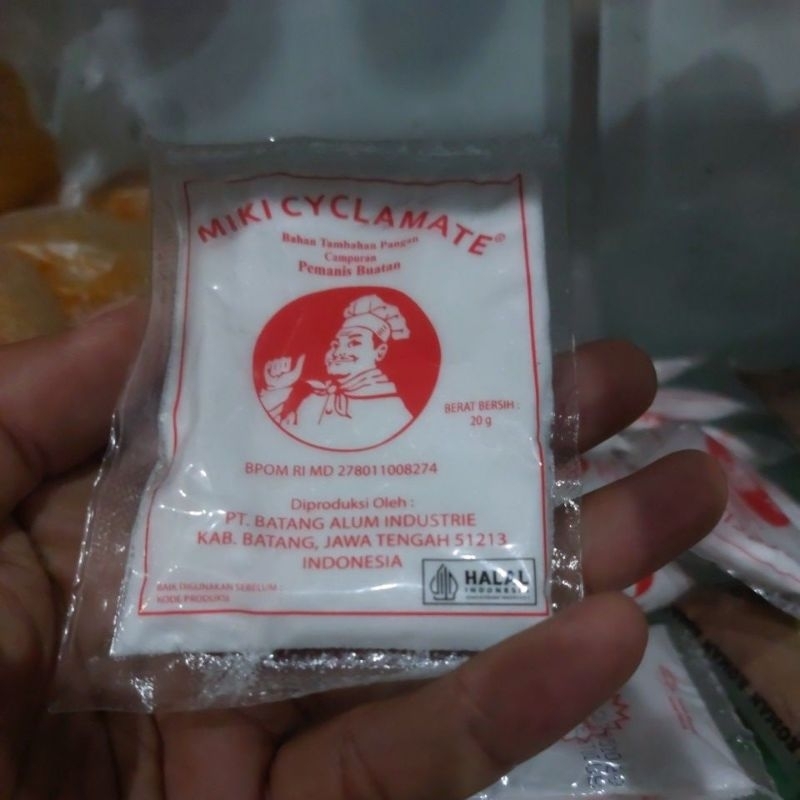 MIKI CYCLAMATE®
Bahan Tambahan Pangan
Campuran
Pemanis Buatan
BERAT BERSIH :
20 g
BPOM RI MD 278011008274
Diproduksi Oleh :
PT. BATANG ALUM INDUSTRIE
KAB. BATANG, JAWA TENGAH 51213
INDONESIA
BAIK DIGUNAKAN SEBELUM :
KODE PRODUKSI
HALAL
INDONESIA